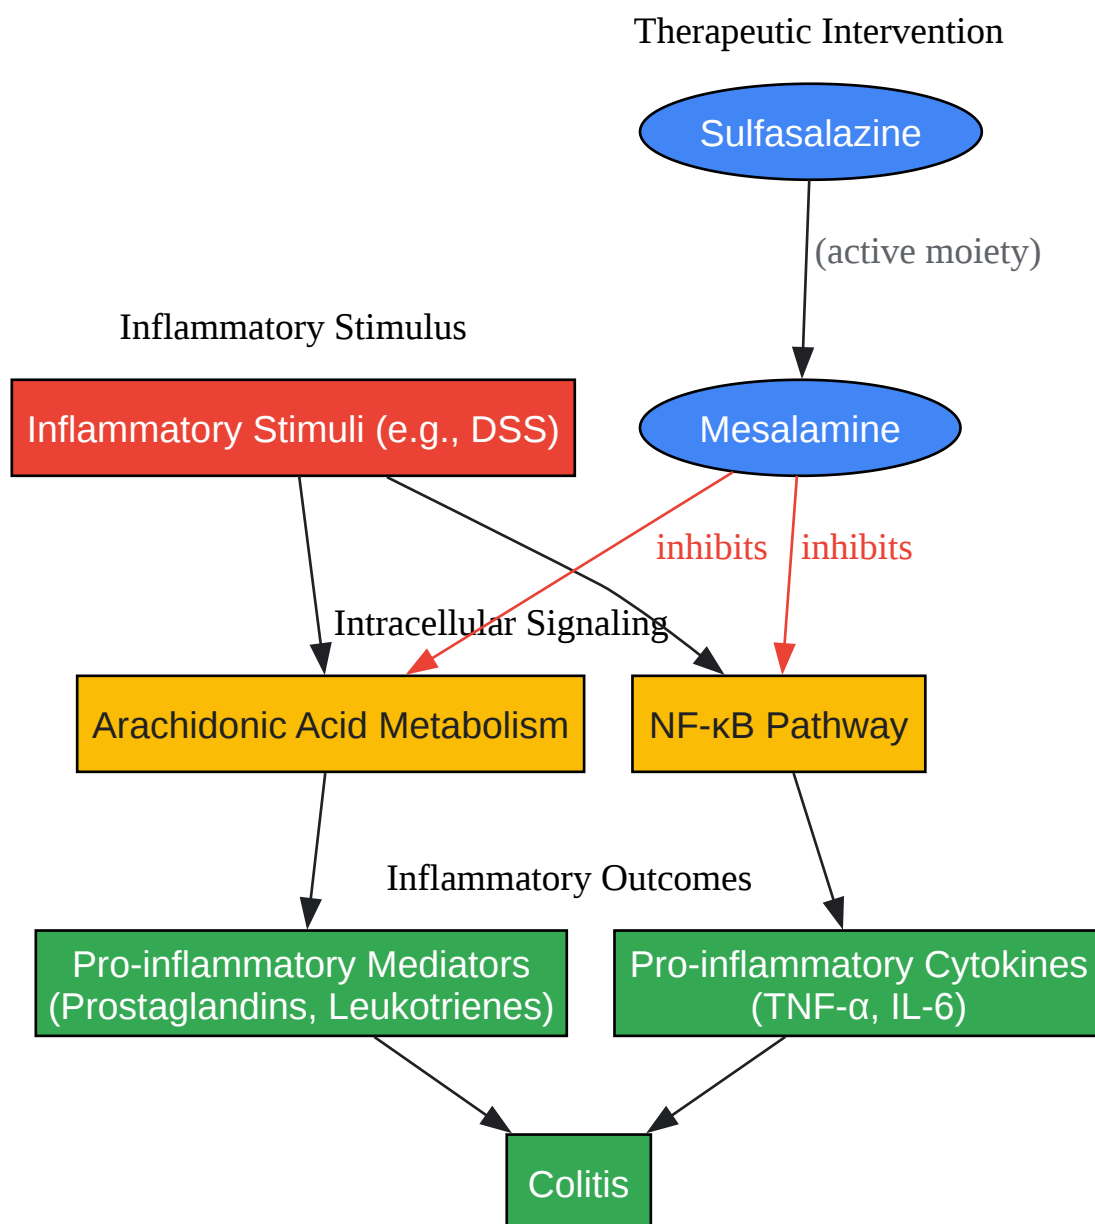 Therapeutic Intervention
Sulfasalazine
(active moiety)
Inflammatory Stimulus
Inflammatory Stimuli (e.g., DSS)
Mesalamine
inhibits
inhibits
Intracellular Signaling
Arachidonic Acid Metabolism
NF-κB Pathway
Inflammatory Outcomes
Pro-inflammatory Mediators
(Prostaglandins, Leukotrienes)
Pro-inflammatory Cytokines
(TNF-α, IL-6)
Colitis